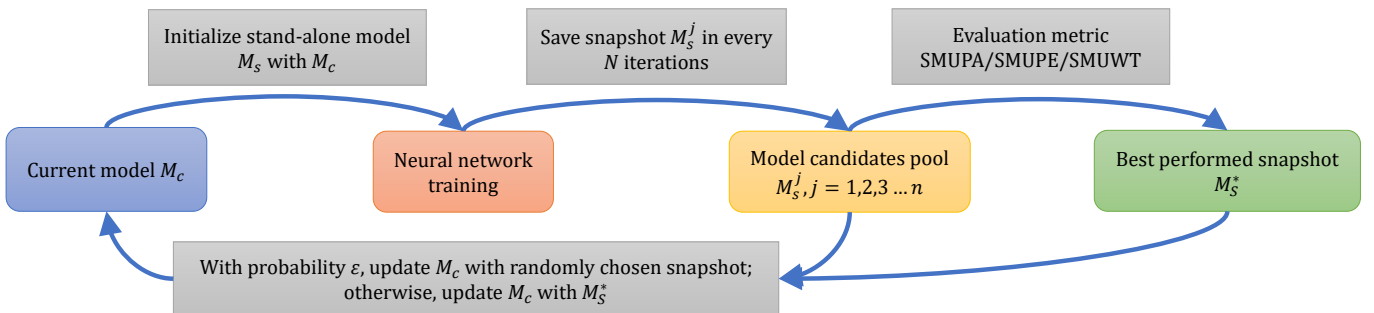 Initialize stand-alone model
M_s with M_c
Save snapshot M_s^j in every
N iterations
Evaluation metric
SMUPA/SMUPE/SMUWT
Current model M_c
Neural network
training
Model candidates pool
M_s^j, j = 1,2,3 … n
Best performed snapshot
M_S^*
With probability ε, update M_c with randomly chosen snapshot;
otherwise, update M_c with M_S^*